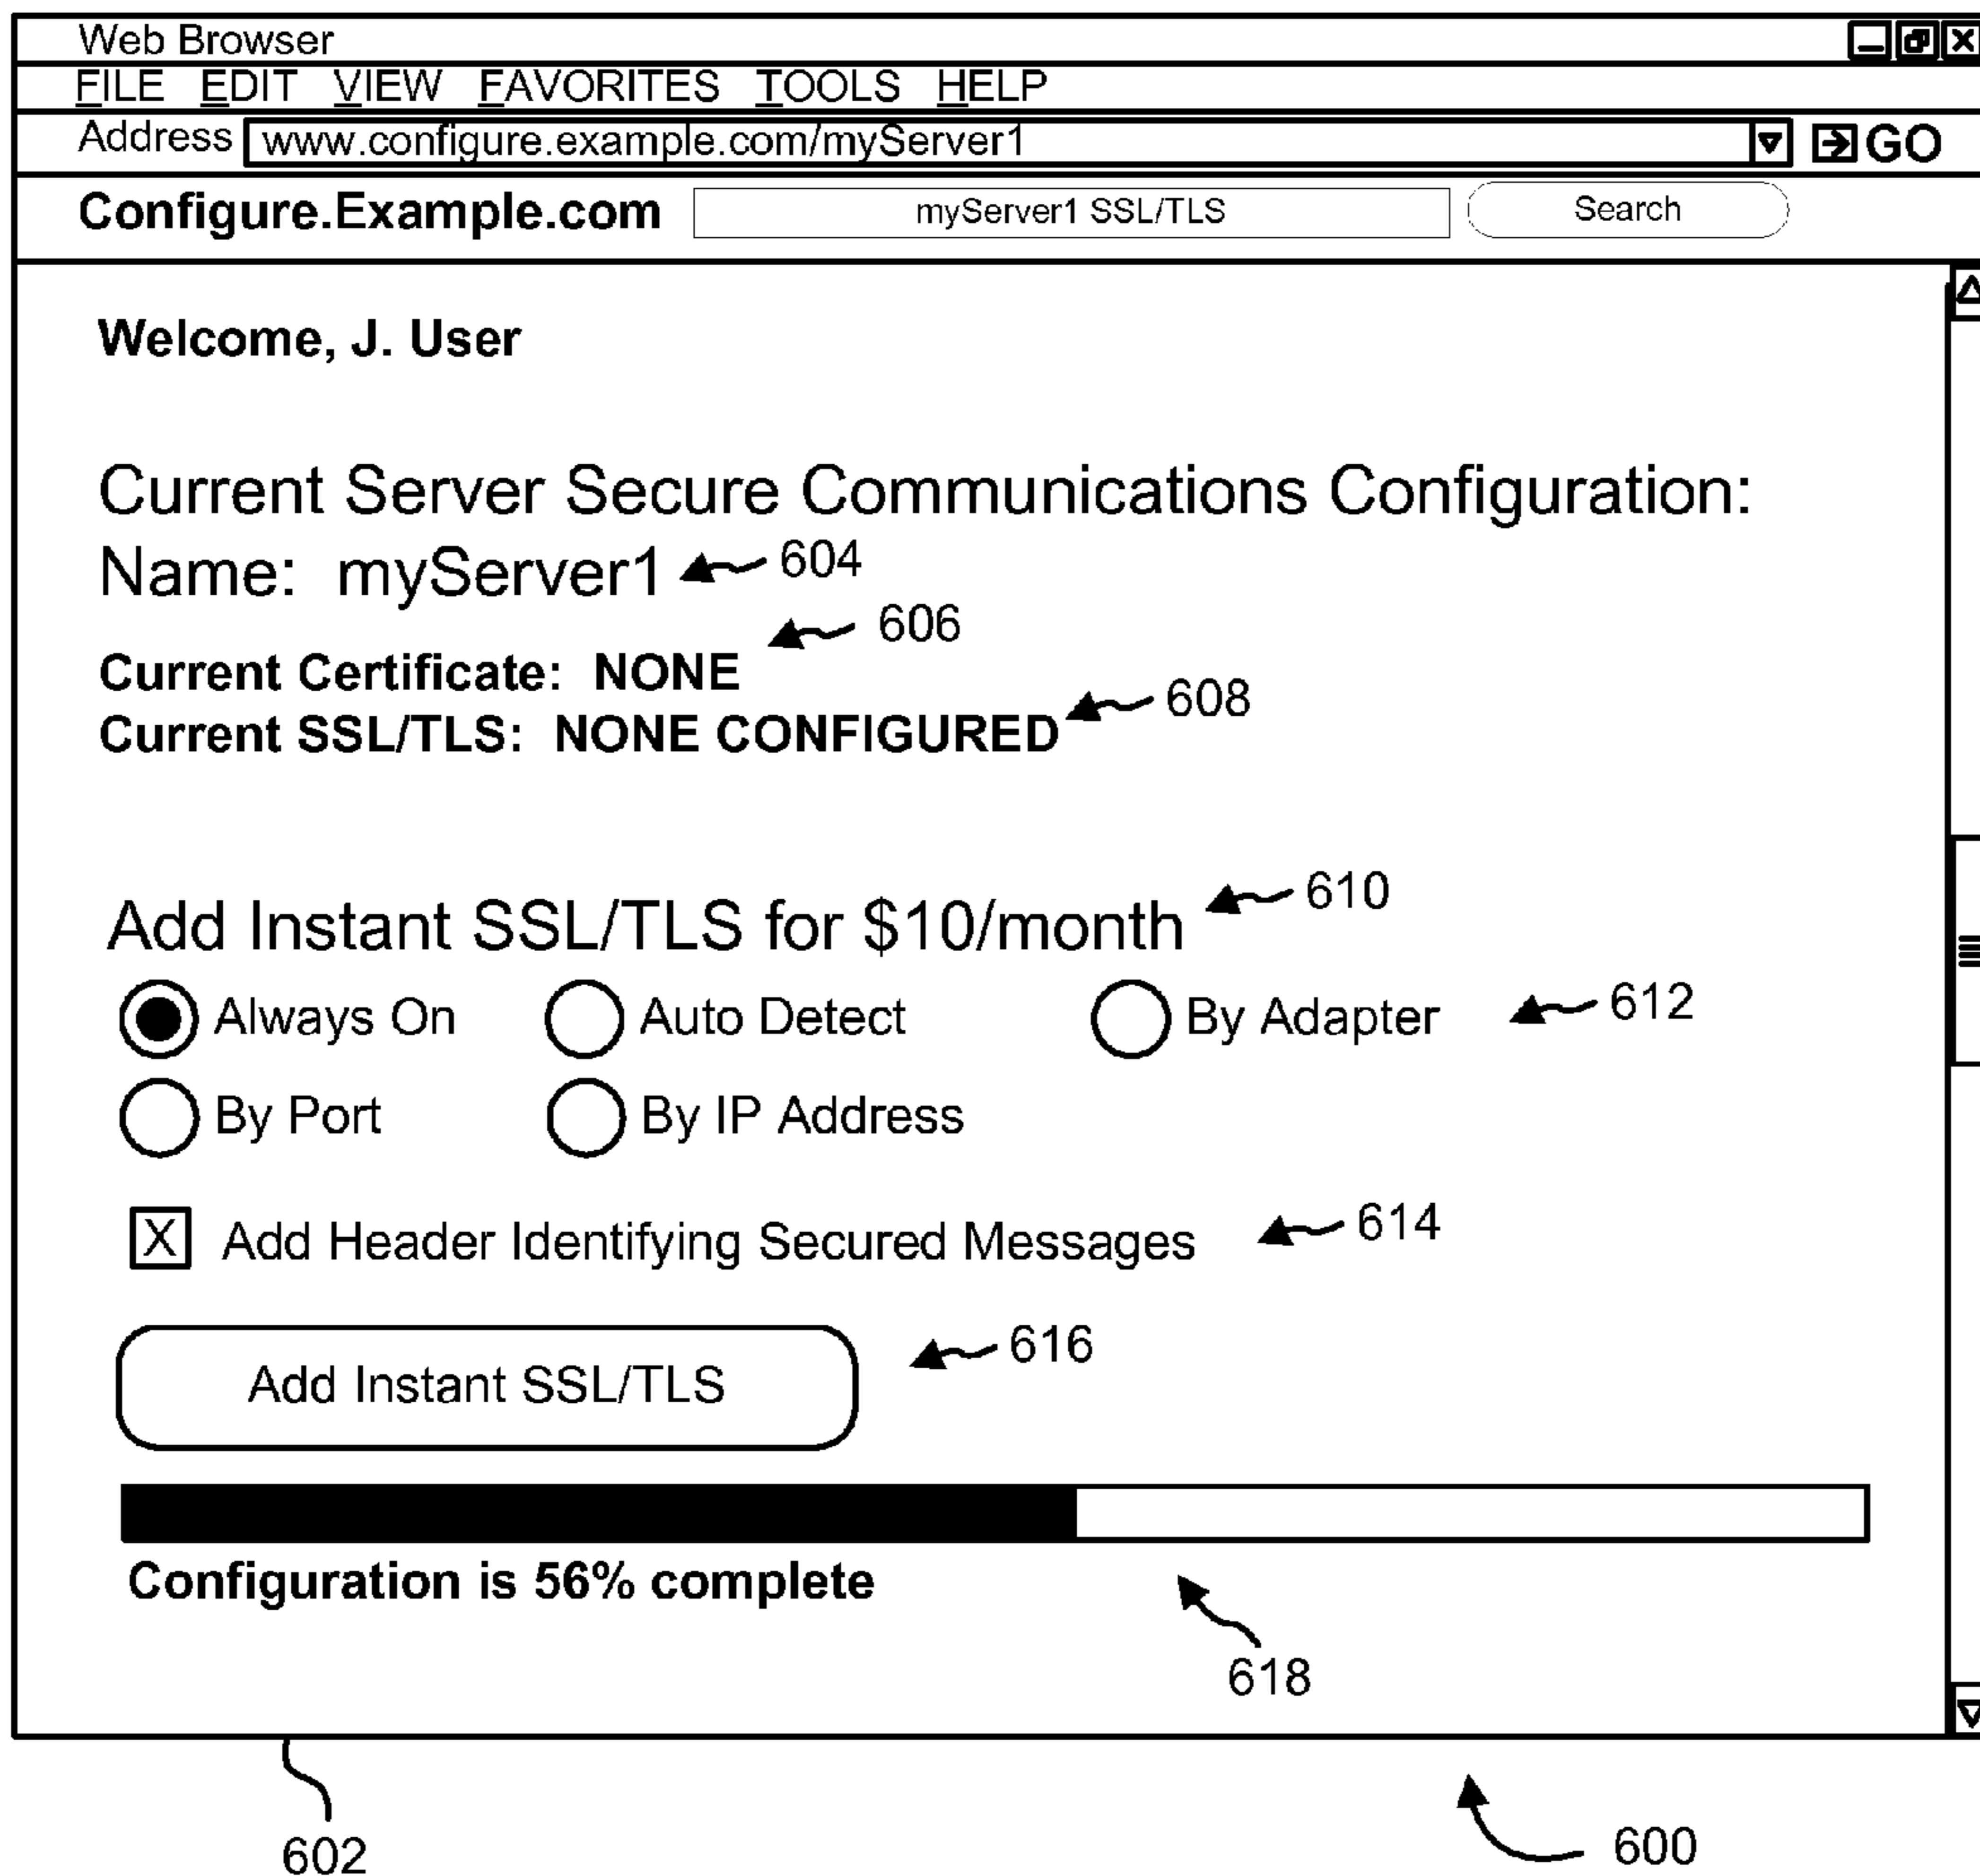 Web Browser
FILE EDIT VIEW FAVORITES TOOLS HELP
Address www.configure.example.com/myServer1 GO
Configure.Example.com myServer1 SSL/TLS Search
Welcome, J. User
Current Server Secure Communications Configuration:
Name: myServer1 604
606
Current Certificate: NONE
Current SSL/TLS: NONE CONFIGURED 608
Add Instant SSL/TLS for $10/month 610
Always On Auto Detect By Adapter 612
By Port By IP Address
X Add Header Identifying Secured Messages 614
Add Instant SSL/TLS 616
Configuration is 56% complete
618
602 600